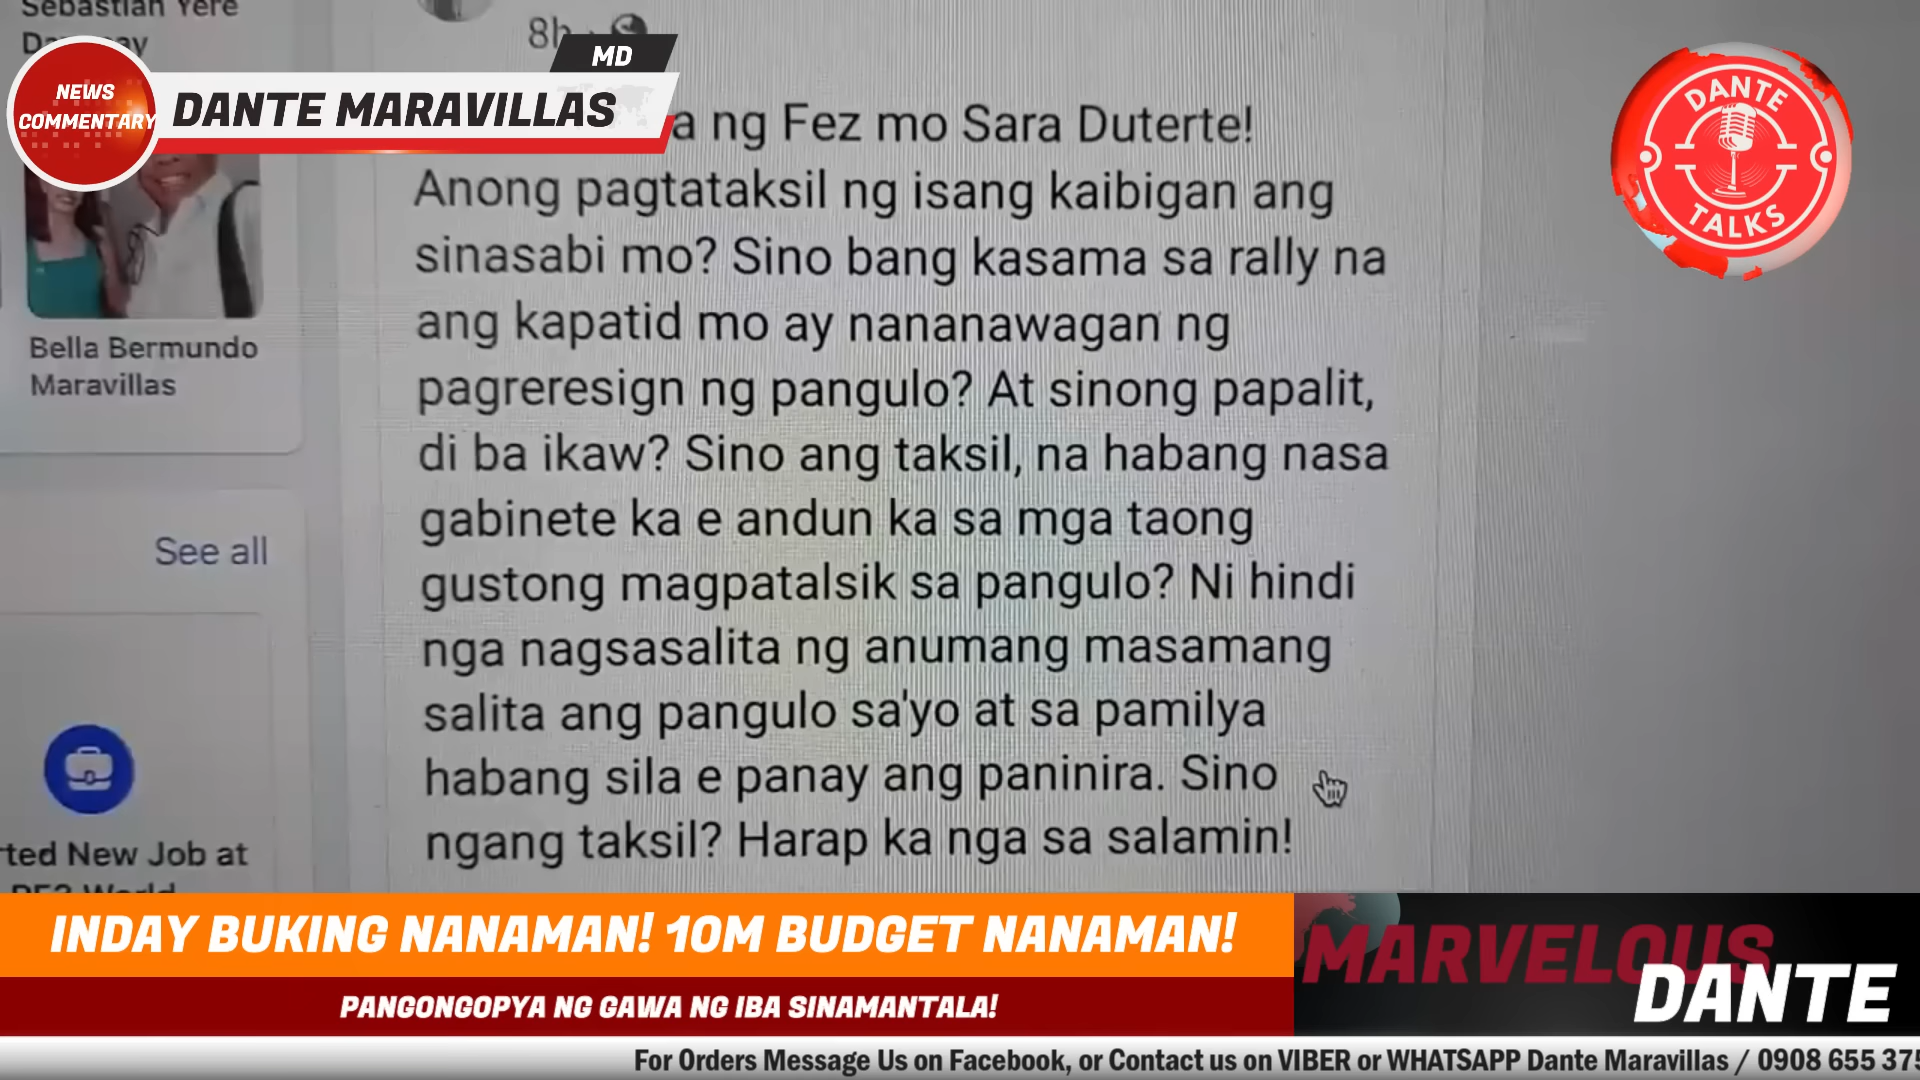 Sebastian Yere
8h
MD
NEWS
COMMENTARY
DANTE MARAVILLAS
DANTE
TALKS
a ng Fez mo Sara Duterte!
Anong pagtataksil ng isang kaibigan ang
sinasabi mo? Sino bang kasama sa rally na
ang kapatid mo ay nananawagan ng
pagreresign ng pangulo? At sinong papalit,
di ba ikaw? Sino ang taksil, na habang nasa
gabinete ka e andun ka sa mga taong
gustong magpatalsik sa pangulo? Ni hindi
nga nagsasalita ng anumang masamang
salita ang pangulo sa'yo at sa pamilya
habang sila e panay ang paninira. Sino
ngang taksil? Harap ka nga sa salamin!
Bella Bermundo
Maravillas
See all
rted New Job at
INDAY BUKING NANAMAN! 10M BUDGET NANAMAN!
PANGONGOPYA NG GAWA NG IBA SINAMANTALA!
MARVELOUS
DANTE
For Orders Message Us on Facebook, or Contact us on VIBER or WHATSAPP Dante Maravillas / 0908 655 375